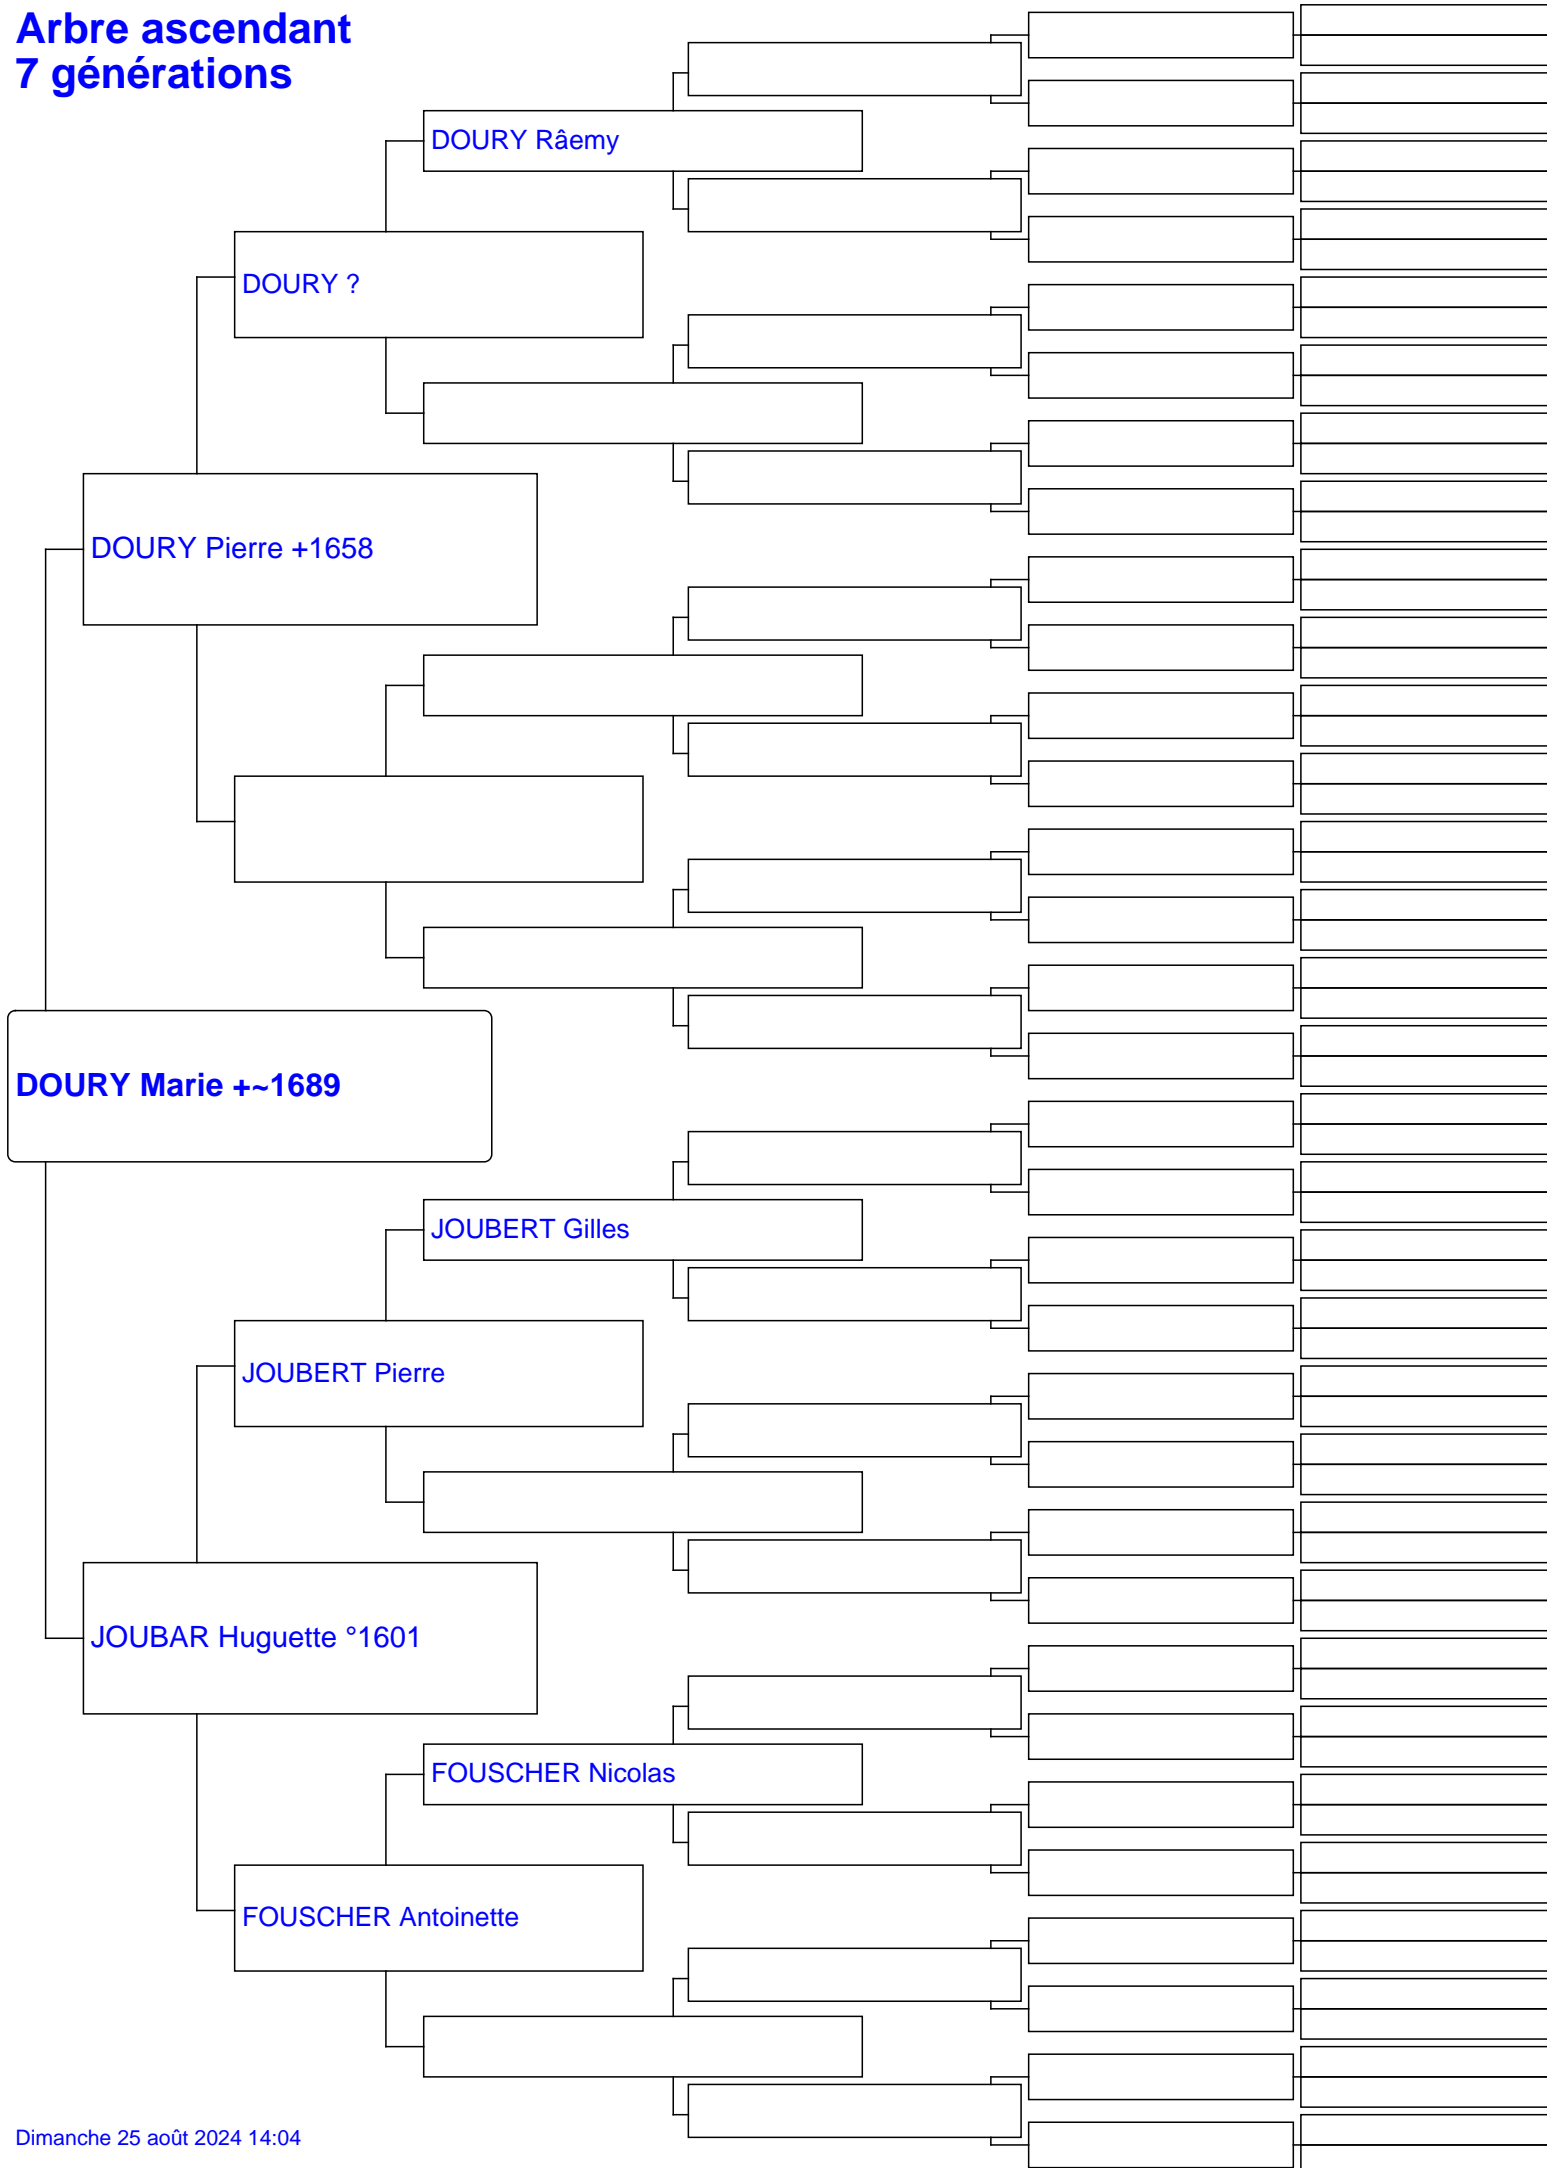 Arbre ascendant
7 générations
DOURY Râemy
DOURY ?
DOURY Pierre +1658
DOURY Marie +~1689
JOUBERT Gilles
JOUBERT Pierre
JOUBAR Huguette °1601
FOUSCHER Nicolas
FOUSCHER Antoinette
Dimanche 25 août 2024 14:04